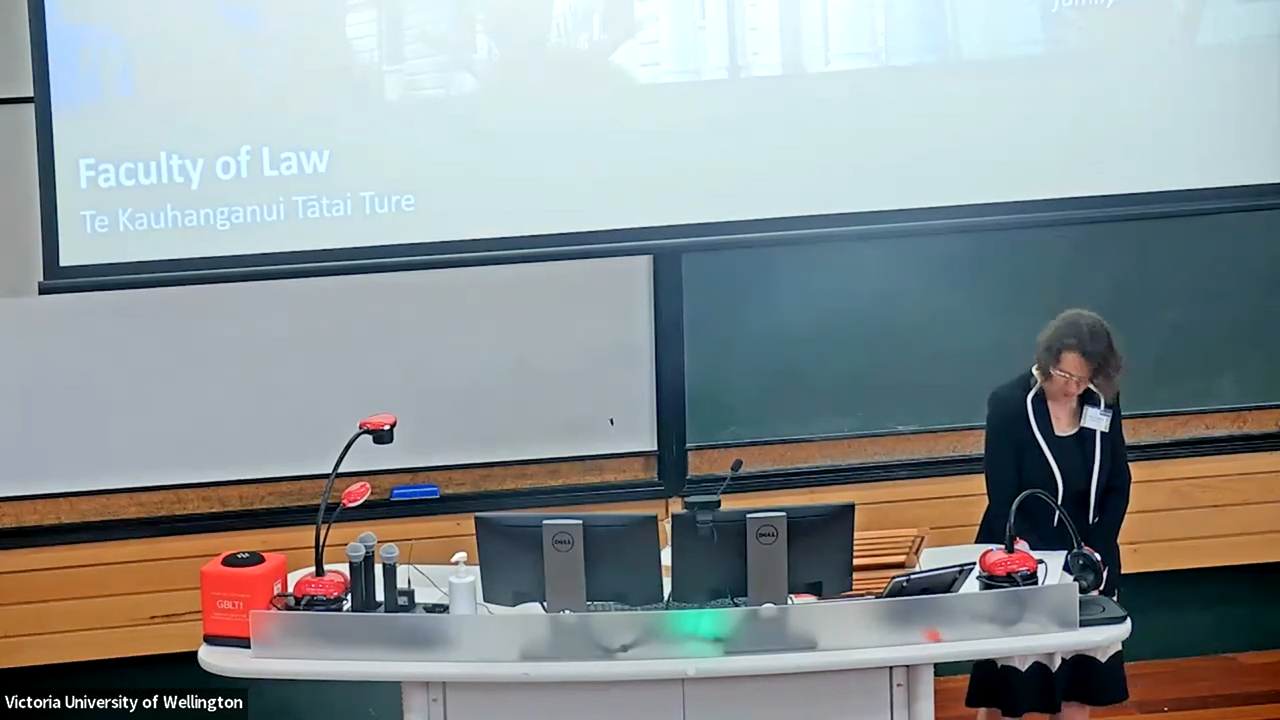 Faculty of Law
Te Kauhanganui Tātai Ture
DELL
DELL
GBLT1
Victoria University of Wellington